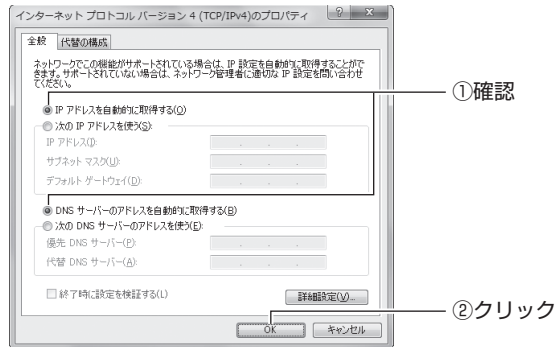 インターネット プロトコル バージョン 4 (TCP/IPv4)のプロパティ
全般
代替の構成
ネットワークでこの機能がサポートされている場合は、IP 設定を自動的に取得することがで
きます。サポートされていない場合は、ネットワーク管理者に適切な IP 設定を問い合わせ
てください。
IP アドレスを自動的に取得する(O)
①確認
次の IP アドレスを使う(S):
IP アドレス(I):
サブネット マスク(U):
デフォルト ゲートウェイ(D):
DNS サーバーのアドレスを自動的に取得する(B)
次の DNS サーバーのアドレスを使う(E):
優先 DNS サーバー(P):
代替 DNS サーバー(A):
終了時に設定を検証する(L)
詳細設定(V)...
②クリック
OK
キャンセル